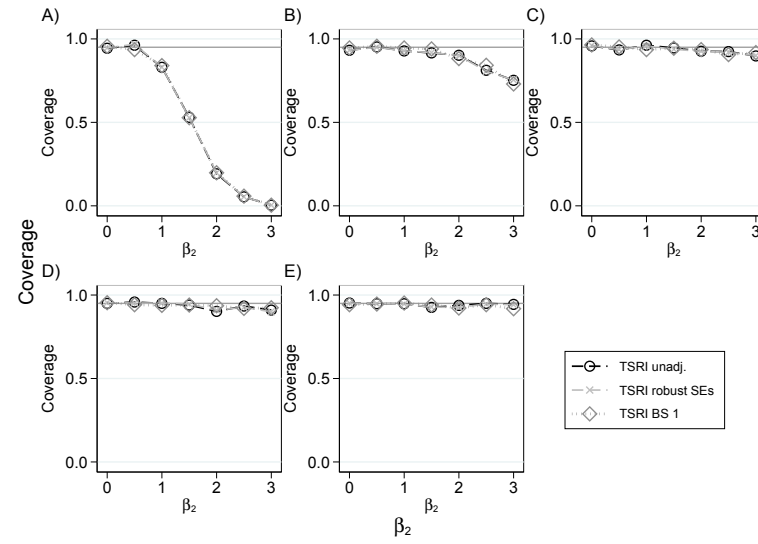 A)
B)
C)
1.0
0.5
0.0
Coverage
0 1 2 3
β2
1.0
0.5
0.0
Coverage
0 1 2 3
β2
1.0
0.5
0.0
Coverage
0 1 2 3
β2
Coverage
D)
E)
1.0
0.5
0.0
Coverage
0 1 2 3
β2
1.0
0.5
0.0
Coverage
0 1 2 3
β2
TSRI unadj.
TSRI robust SEs
TSRI BS 1
β2